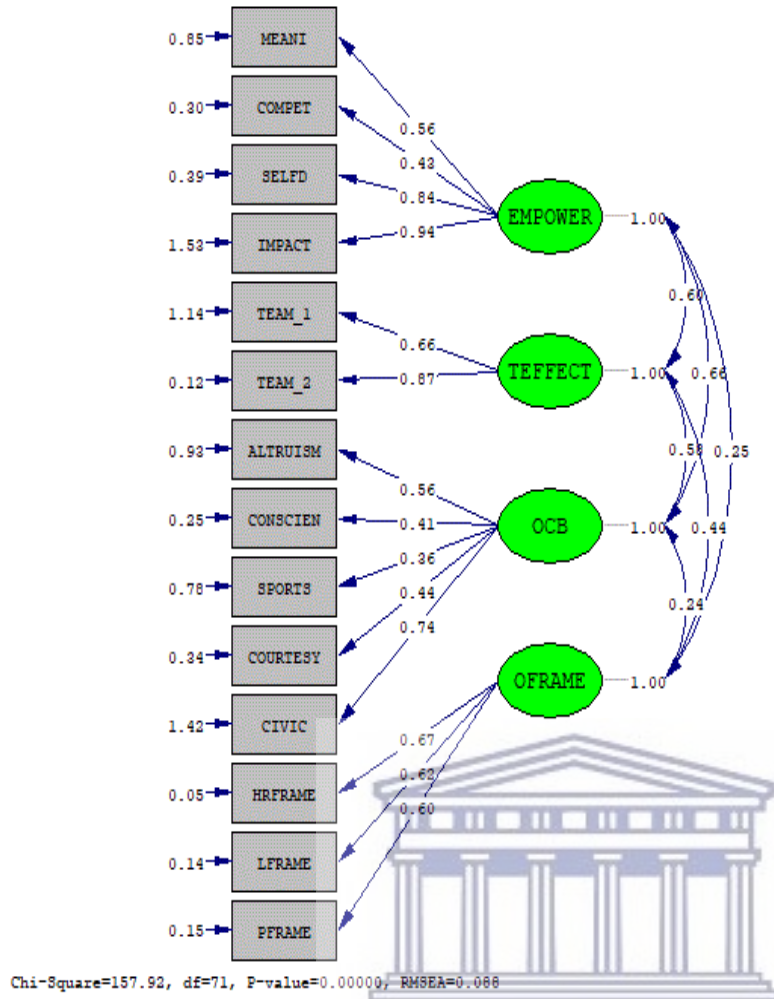 0.85 MEANI
0.56
0.30 COMPET
0.43
0.39 SELFD
0.84
EMPOWER 1.00
0.94
1.53 IMPACT
1.14 TEAM_1
0.66
TEFFECT 1.00 0.66
0.12 TEAM_2
0.87
0.93 ALTRUISM
0.25
0.56
0.25 CONSCIEN
0.41
OCB 1.00 0.44
0.36
0.78 SPORTS
0.44
0.24
0.34 COURTESY
0.74
OFRAME 1.00
1.42 CIVIC
0.67
0.05 HRFRAME
0.62
0.60
0.14 LFRAME
0.15 PFRAME
Chi-Square=157.92, df=71, P-value=0.00000, RMSEA=0.088